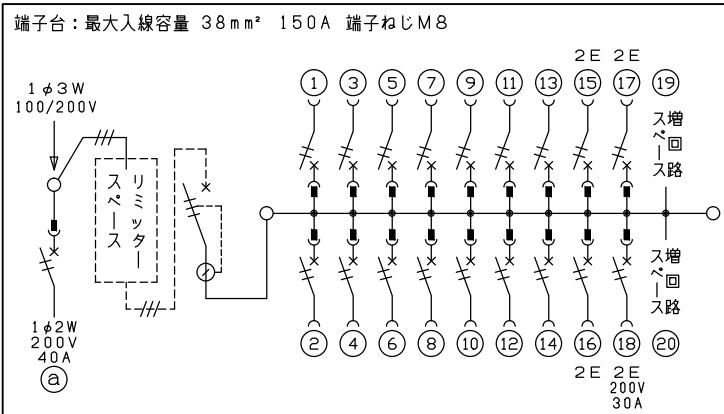 端子台：最大入線容量 38mm² 150A 端子ねじM8
2E 2E
1 3 5 7 9 11 13 15 17 19
1φ3W
100/200V
リミッター
スペース
増回路
スペース
増回路
スペース
1φ2W
200V
40A
a
2 4 6 8 10 12 14 16 18 20
2E 2E
200V
30A